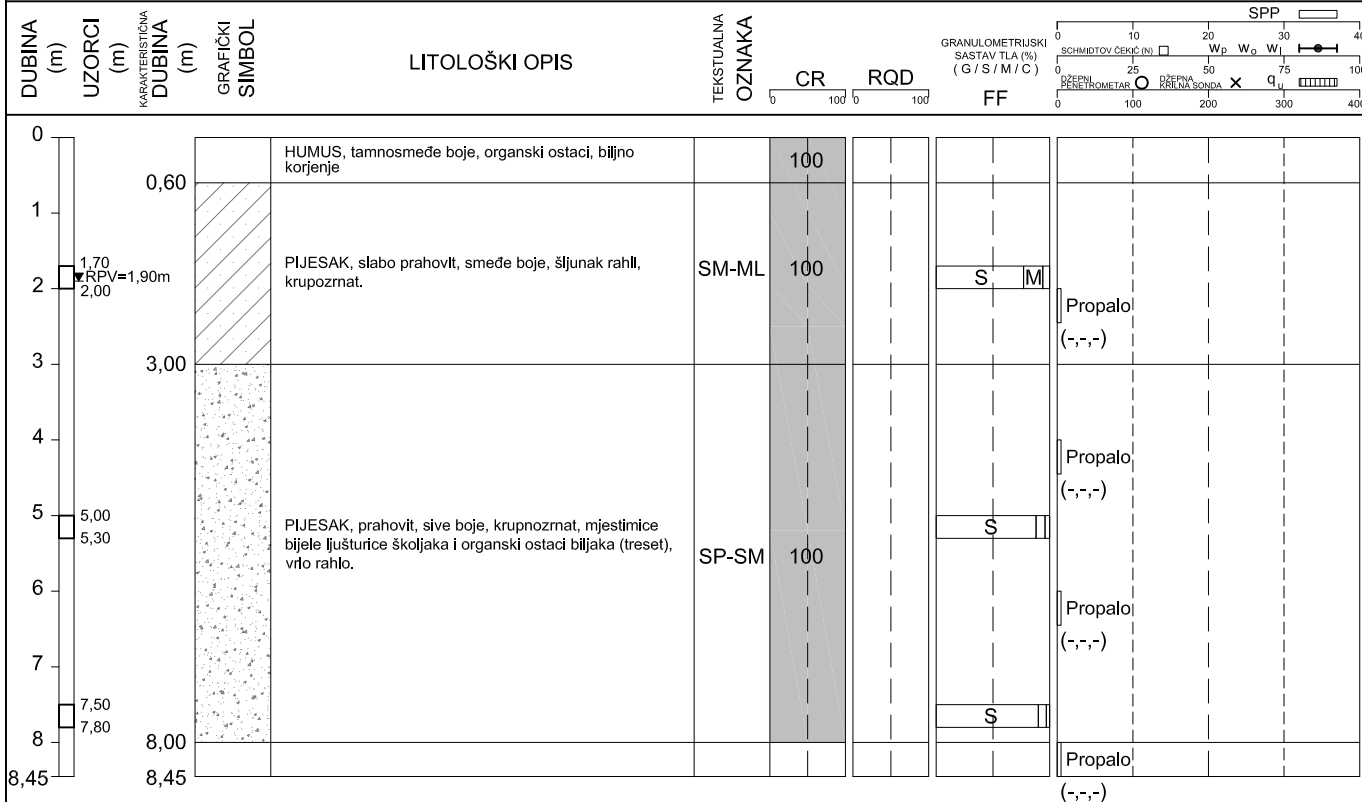 DUBINA (m)
UZORCI (m)
KARAKTERISTIČNA DUBINA (m)
GRAFIČKI SIMBOL
LITOLOŠKI OPIS
TEKSTUALNA OZNAKA
CR
0 100
RQD
0 100
GRANULOMETRIJSKI
SASTAV TLA (%)
( G / S / M / C )
FF
SPP
0 10 20 30 40
SCHMIDTOV ČEKIĆ (N) Wp Wo Wl
0 25 50 75 100
DŽEPNI PENETROMETAR DŽEPNA KRILNA SONDA qu
0 100 200 300 400
0
HUMUS, tamnosmeđe boje, organski ostaci, biljno
korjenje
100
0,60
1
1,70
RPV=1,90m
2
2,00
PIJESAK, slabo prahovit, smeđe boje, šljunak rahli,
krupozrnat.
SM-ML
100
S M
Propalo
(-,-,-)
3
3,00
4
Propalo
(-,-,-)
5
5,00
5,30
PIJESAK, prahovit, sive boje, krupnozrnat, mjestimice
bijele ljušturice školjaka i organski ostaci biljaka (treset),
vrlo rahlo.
SP-SM
100
S
6
Propalo
(-,-,-)
7
7,50
7,80
S
8
8,00
8,45
8,45
Propalo
(-,-,-)